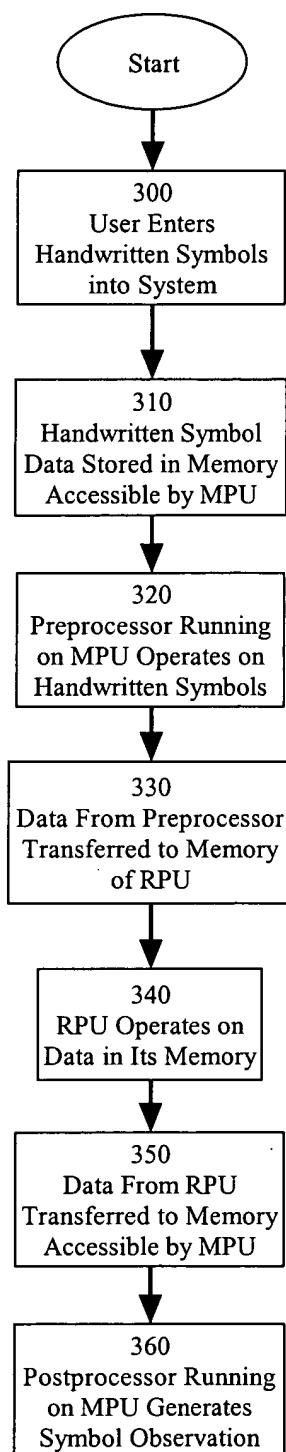 Start
300
User Enters
Handwritten Symbols
into System
310
Handwritten Symbol
Data Stored in Memory
Accessible by MPU
320
Preprocessor Running
on MPU Operates on
Handwritten Symbols
330
Data From Preprocessor
Transferred to Memory
of RPU
340
RPU Operates on
Data in Its Memory
350
Data From RPU
Transferred to Memory
Accessible by MPU
360
Postprocessor Running
on MPU Generates
Symbol Observation